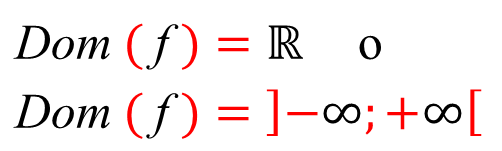 Dom (f) = ℝ o
Dom (f) = ]−∞; +∞[